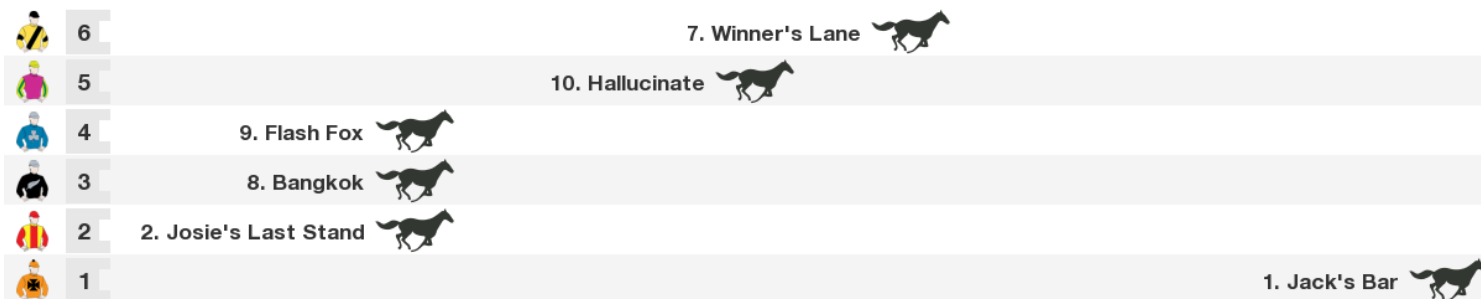 6 7. Winner's Lane
5 10. Hallucinate
4 9. Flash Fox
3 8. Bangkok
2 2. Josie's Last Stand
1 1. Jack's Bar